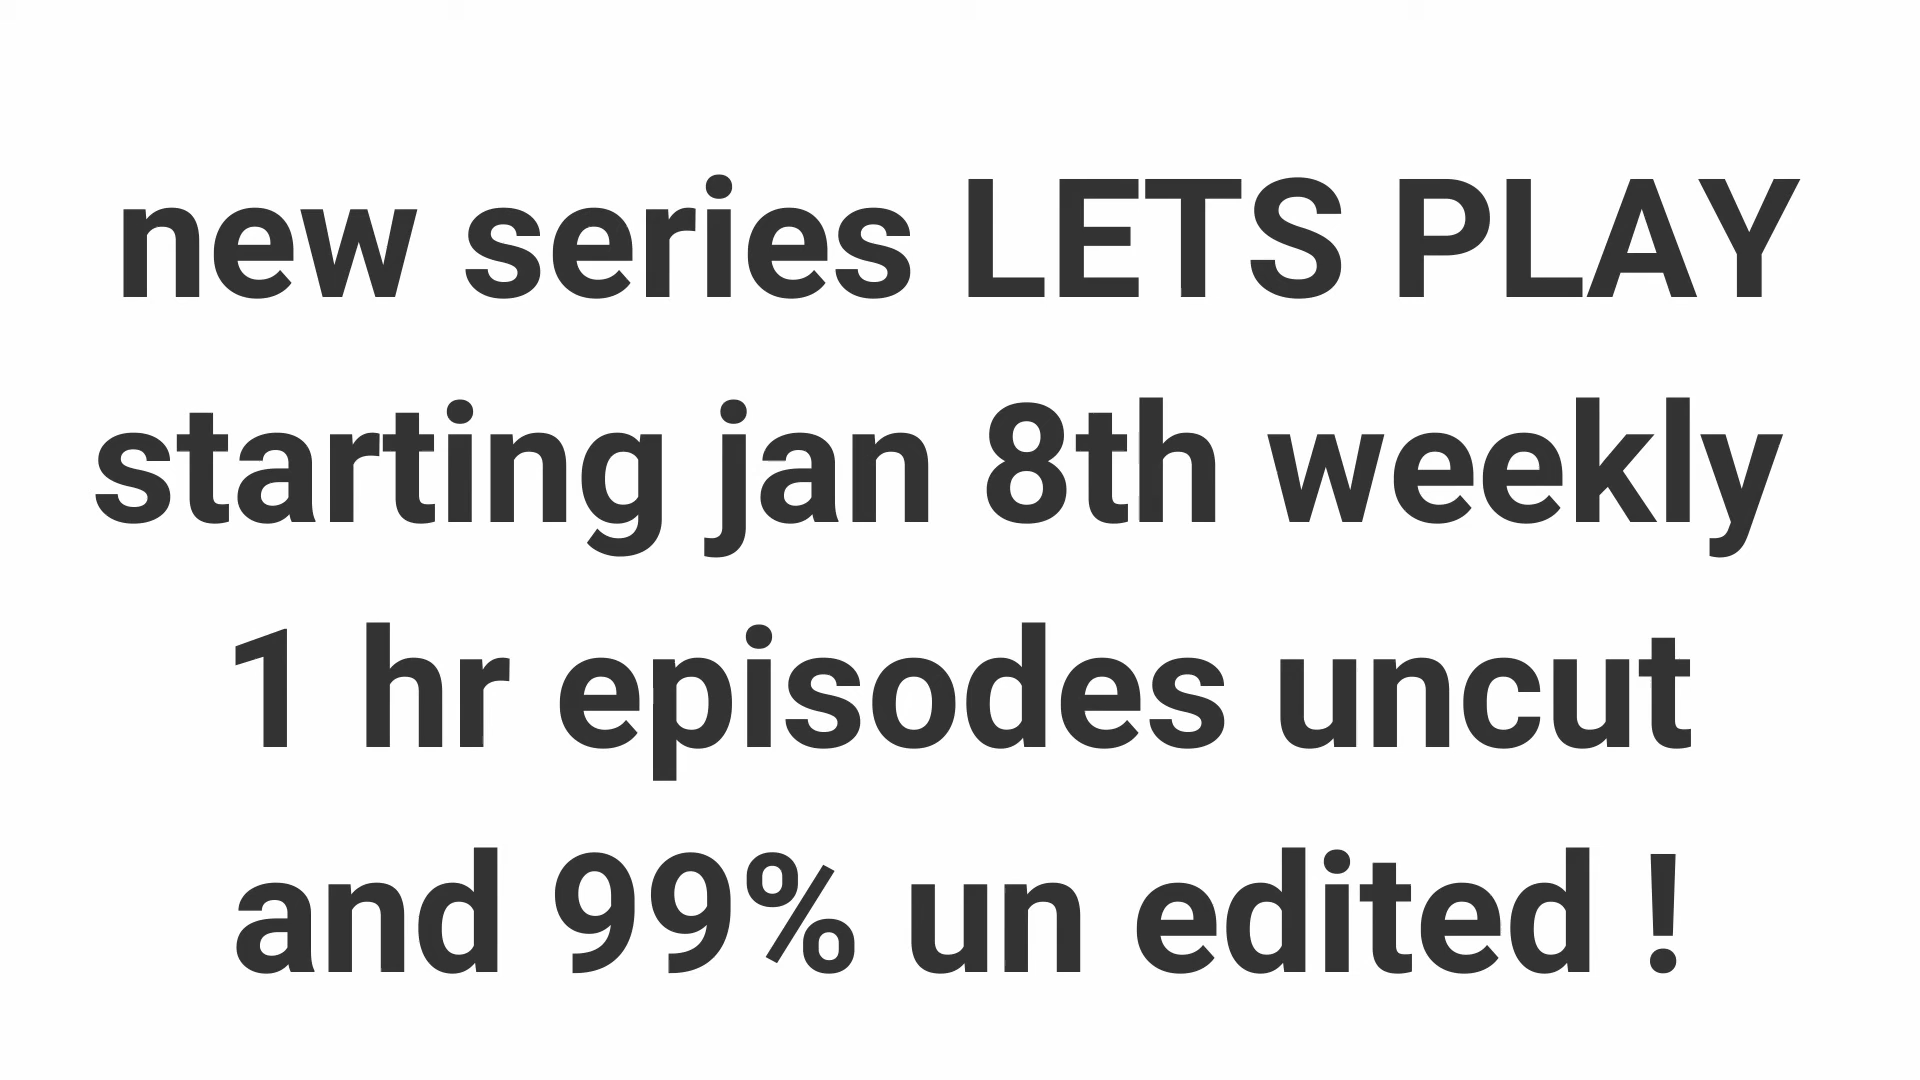 new series LETS PLAY
starting jan 8th weekly
1 hr episodes uncut
and 99% un edited !